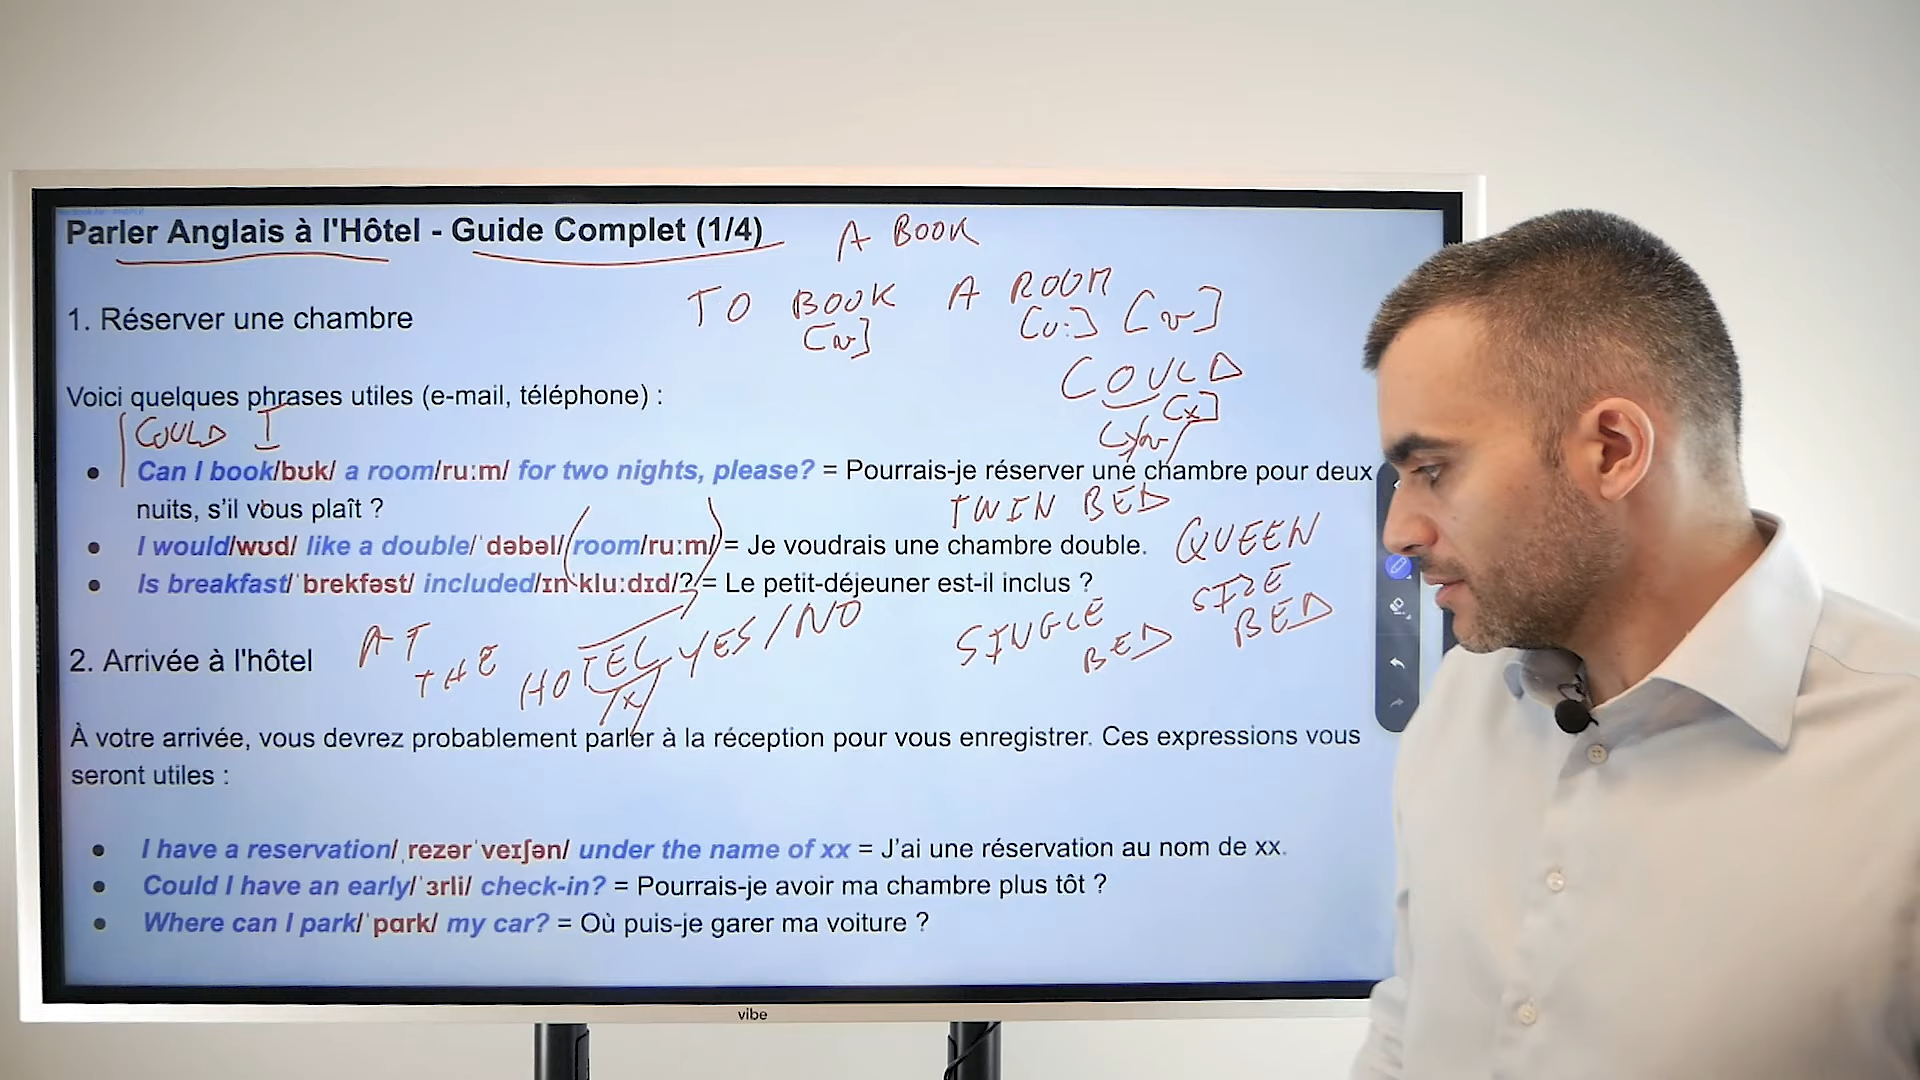 Parler Anglais à l'Hôtel - Guide Complet (1/4)
A BOOK
TO BOOK A ROOM
[ʊ] [u:] [ʊ]
1. Réserver une chambre
COULD
Voici quelques phrases utiles (e-mail, téléphone) :
COULD I
Can I book/bʊk/ a room/ruːm/ for two nights, please? = Pourrais-je réserver une chambre pour deux
nuits, s’il vous plaît ?
TWIN BED
I would/wʊd/ like a double/ˈdəbəl/(room/ruːm/) = Je voudrais une chambre double.
QUEEN
SIZE
BED
Is breakfast/ˈbrekfəst/ included/ɪnˈkluːdɪd/? = Le petit-déjeuner est-il inclus ?
YES/NO
SINGLE
BED
2. Arrivée à l'hôtel
AT
THE
HOTEL
À votre arrivée, vous devrez probablement parler à la réception pour vous enregistrer. Ces expressions vous
seront utiles :
I have a reservation/ˌrezərˈveɪʃən/ under the name of xx = J’ai une réservation au nom de xx.
Could I have an early/ˈɜrli/ check-in? = Pourrais-je avoir ma chambre plus tôt ?
Where can I park/ˈpɑrk/ my car? = Où puis-je garer ma voiture ?
vibe